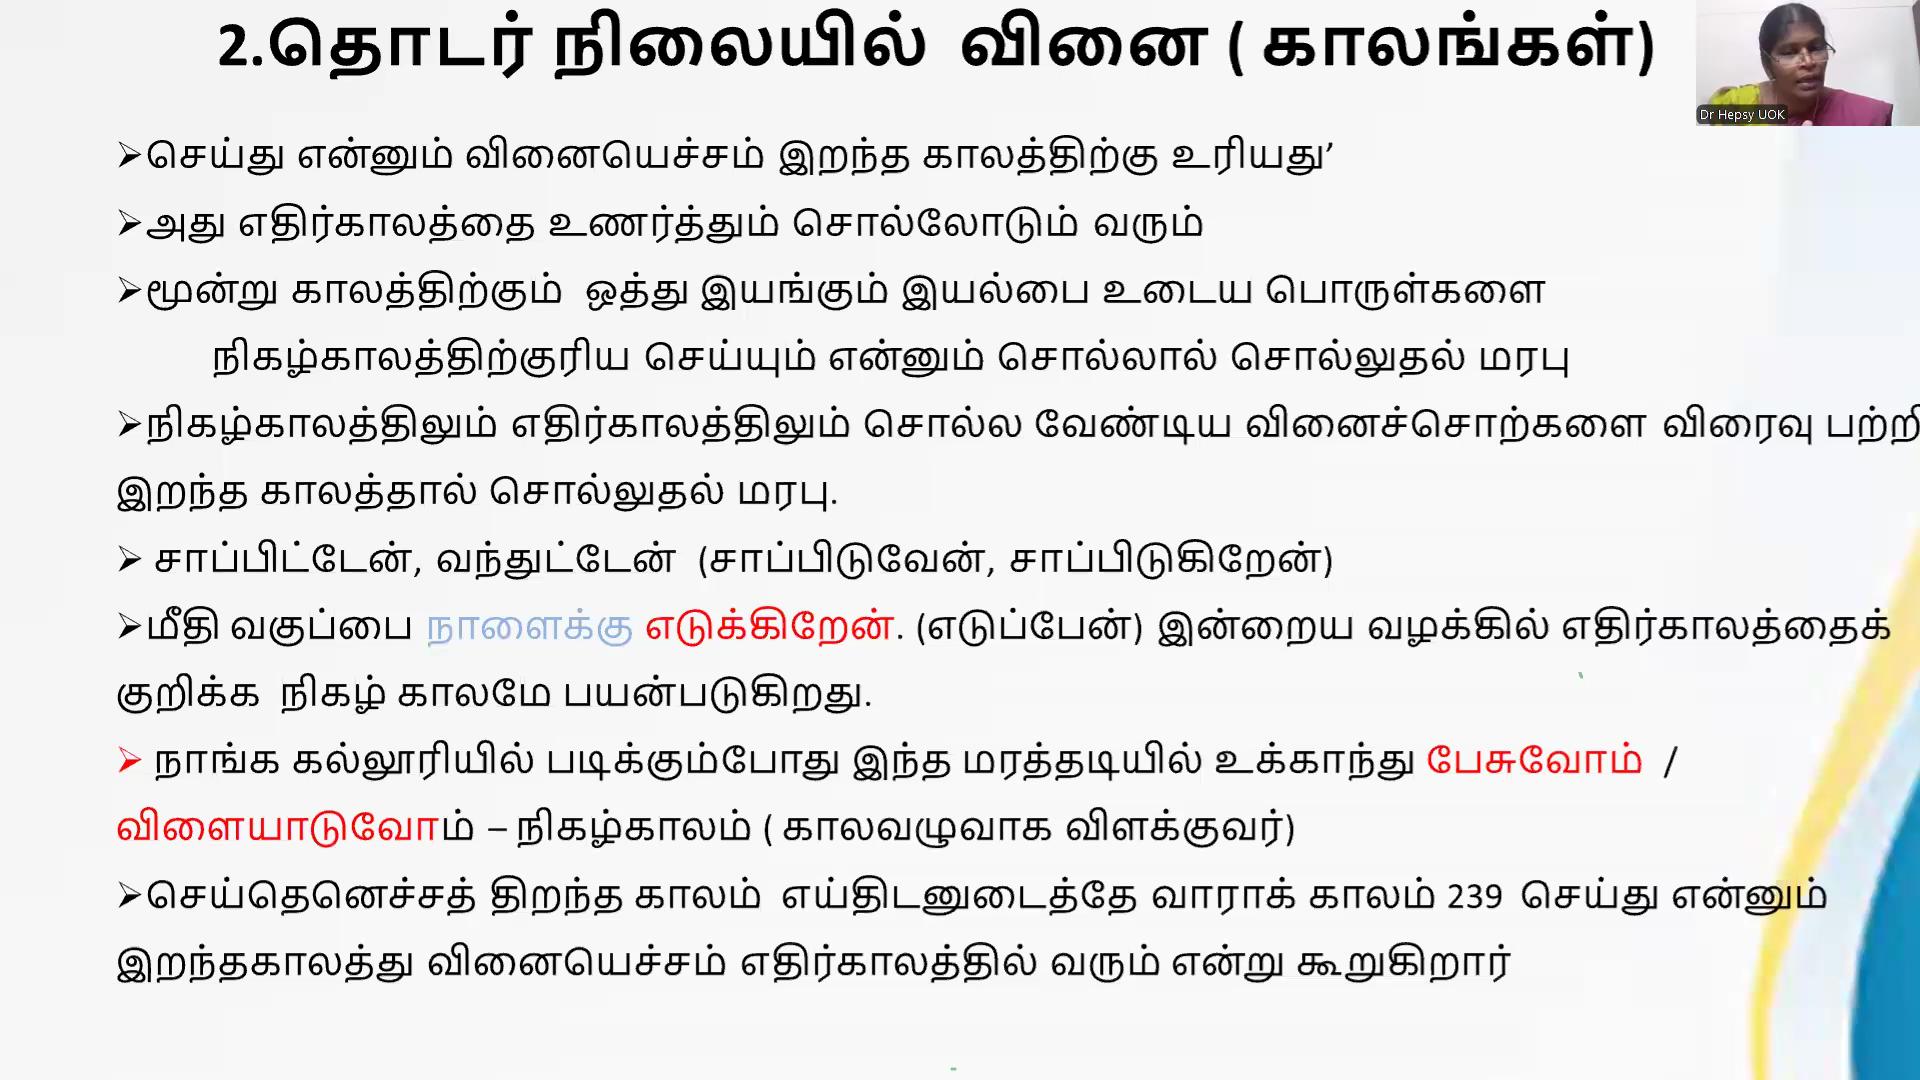 2.தொடர் நிலையில் வினை ( காலங்கள்)
Dr Hepsy UOK
➢செய்து என்னும் வினையெச்சம் இறந்த காலத்திற்கு உரியது’
➢அது எதிர்காலத்தை உணர்த்தும் சொல்லோடும் வரும்
➢மூன்று காலத்திற்கும் ஒத்து இயங்கும் இயல்பை உடைய பொருள்களை
நிகழ்காலத்திற்குரிய செய்யும் என்னும் சொல்லால் சொல்லுதல் மரபு
➢நிகழ்காலத்திலும் எதிர்காலத்திலும் சொல்ல வேண்டிய வினைச்சொற்களை விரைவு பற்றி
இறந்த காலத்தால் சொல்லுதல் மரபு.
➢ சாப்பிட்டேன், வந்துட்டேன் (சாப்பிடுவேன், சாப்பிடுகிறேன்)
➢மீதி வகுப்பை நாளைக்கு எடுக்கிறேன். (எடுப்பேன்) இன்றைய வழக்கில் எதிர்காலத்தைக்
குறிக்க நிகழ் காலமே பயன்படுகிறது.
➢ நாங்க கல்லூரியில் படிக்கும்போது இந்த மரத்தடியில் உக்காந்து பேசுவோம் /
விளையாடுவோம் – நிகழ்காலம் ( காலவழுவாக விளக்குவர்)
➢செய்தெனெச்சத் திறந்த காலம் எய்திடனுடைத்தே வாராக் காலம் 239 செய்து என்னும்
இறந்தகாலத்து வினையெச்சம் எதிர்காலத்தில் வரும் என்று கூறுகிறார்